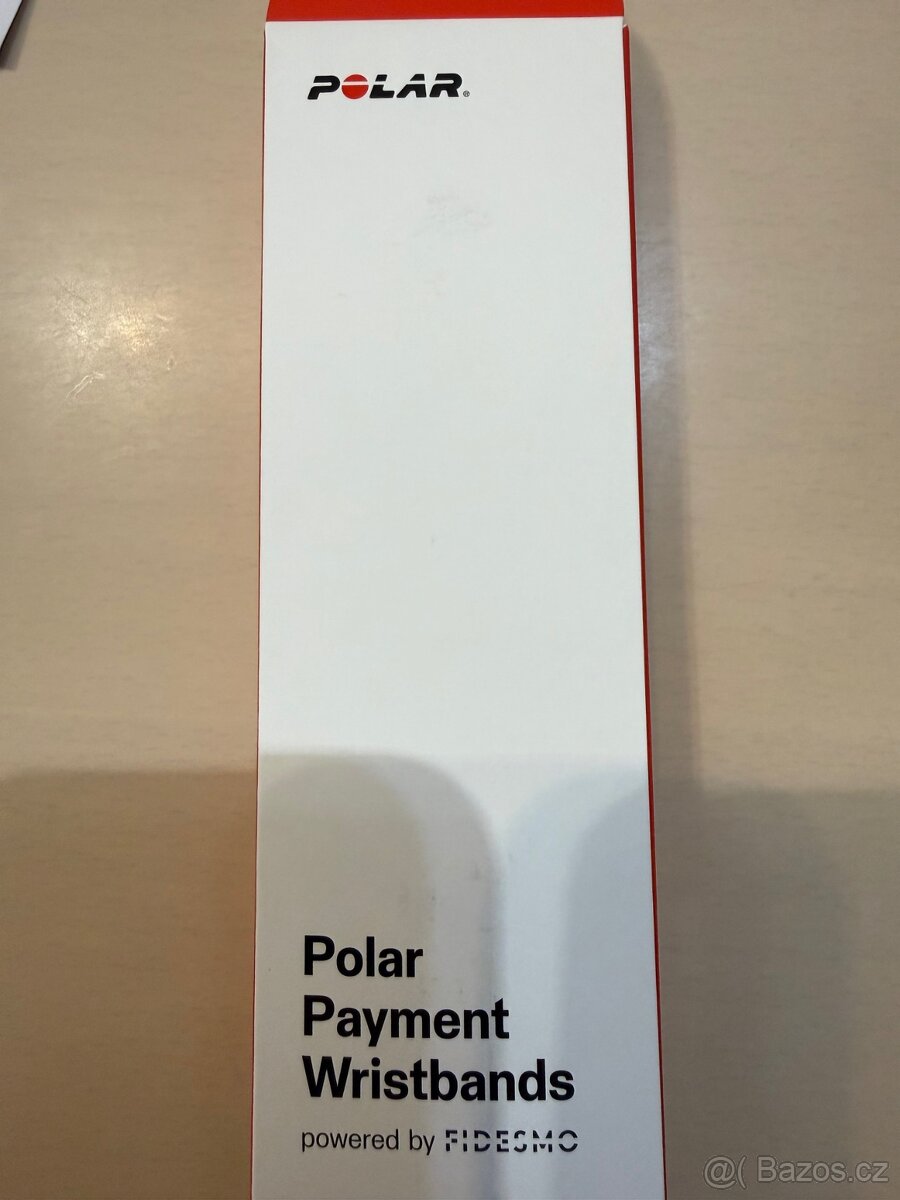 POLAR®
Polar
Payment
Wristbands
powered by FIDESMO
@( Bazos.cz